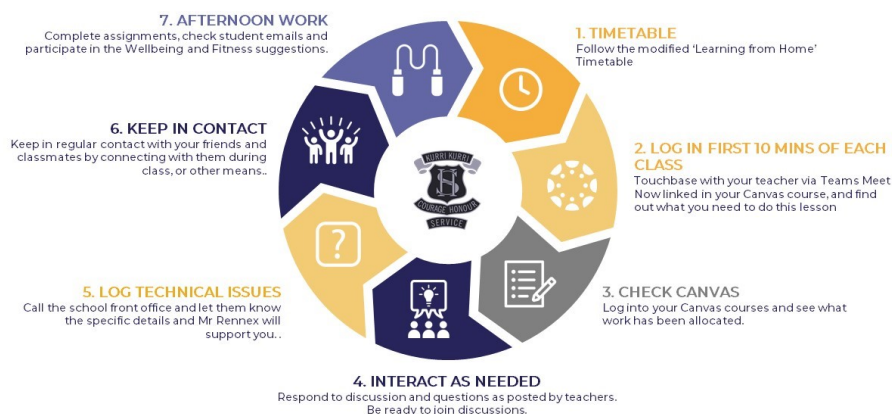 7. AFTERNOON WORK
Complete assignments, check student emails and
participate in the Wellbeing and Fitness suggestions.
1. TIMETABLE
Follow the modified 'Learning from Home'
Timetable
6. KEEP IN CONTACT
Keep in regular contact with your friends and
classmates by connecting with them during
class, or other means..
2. LOG IN FIRST 10 MINS OF EACH
CLASS
Touchbase with your teacher via Teams Meet
Now linked in your Canvas course, and find
out what you need to do this lesson
KURRI KURRI
HS
COURAGE HONOUR
SERVICE
5. LOG TECHNICAL ISSUES
Call the school front office and let them know
the specific details and Mr Rennex will
support you. .
3. CHECK CANVAS
Log into your Canvas courses and see what
work has been allocated.
4. INTERACT AS NEEDED
Respond to discussion and questions as posted by teachers.
Be ready to join discussions.